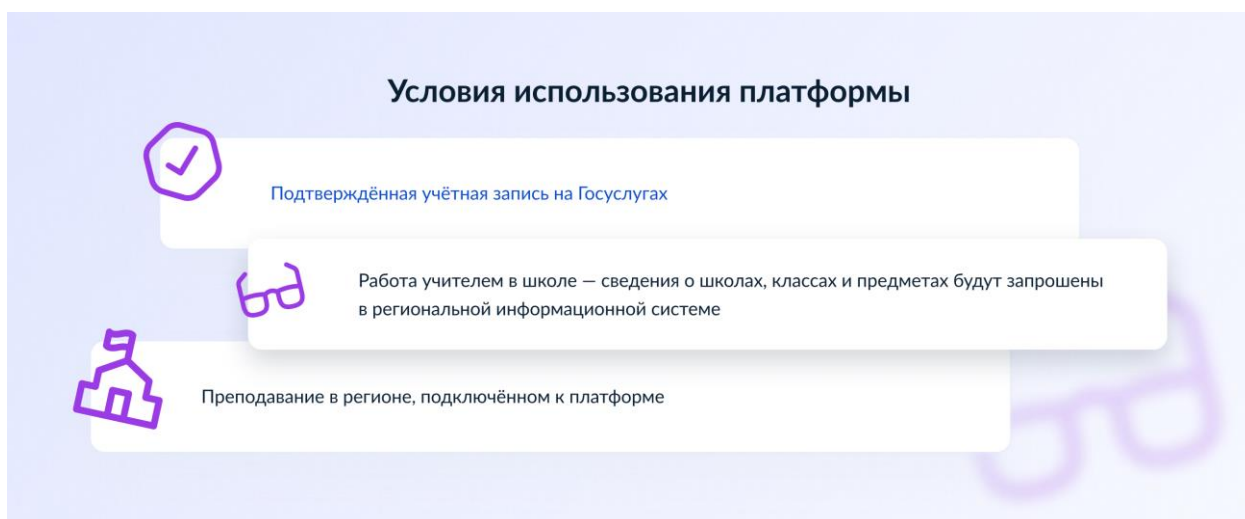 Условия использования платформы
Подтверждённая учётная запись на Госуслугах
Работа учителем в школе — сведения о школах, классах и предметах будут запрошены
в региональной информационной системе
Преподавание в регионе, подключённом к платформе